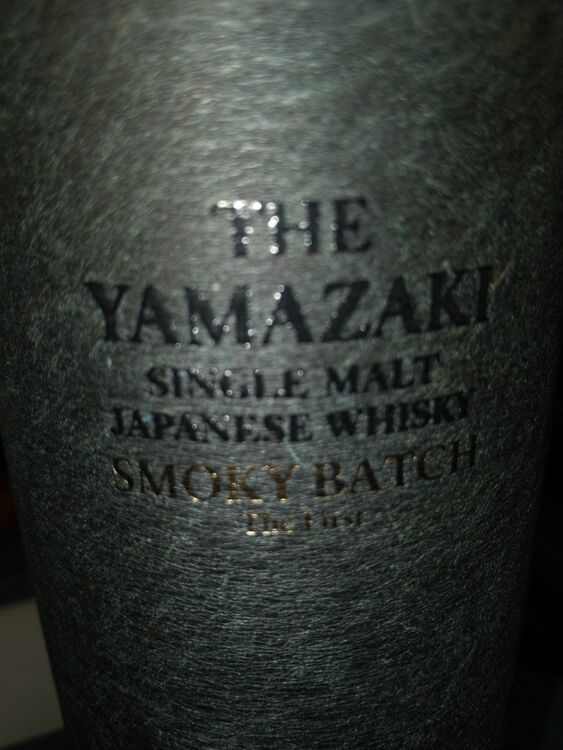 THE
YAMAZAKI
SINGLE MALT
JAPANESE WHISKY
SMOKY BATCH
The First